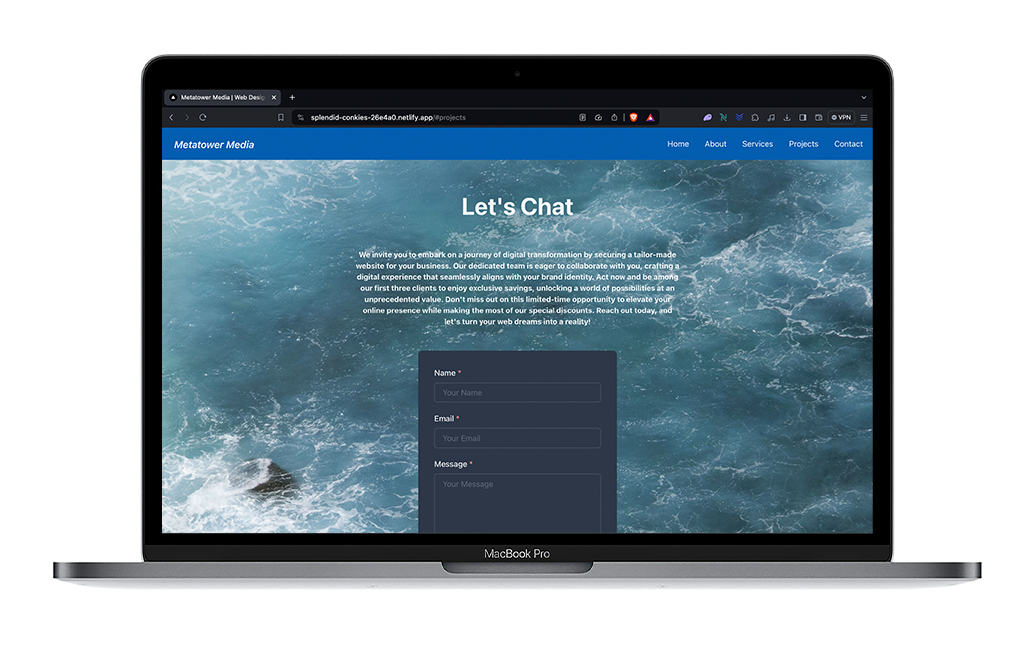 Metatower Media | Web Desig
splendid-conkies-26e4a0.netlify.app/#projects
VPN
Metatower Media
Home About Services Projects Contact
Let's Chat
We invite you to embark on a journey of digital transformation by securing a tailor-made
website for your business. Our dedicated team is eager to collaborate with you, crafting a
digital experience that seamlessly aligns with your brand identity. Act now and be among
our first three clients to enjoy exclusive savings, unlocking a world of possibilities at an
unprecedented value. Don't miss out on this limited-time opportunity to elevate your
online presence while making the most of our special discounts. Reach out today, and
let's turn your web dreams into a reality!
Name *
Your Name
Email *
Your Email
Message *
Your Message
MacBook Pro